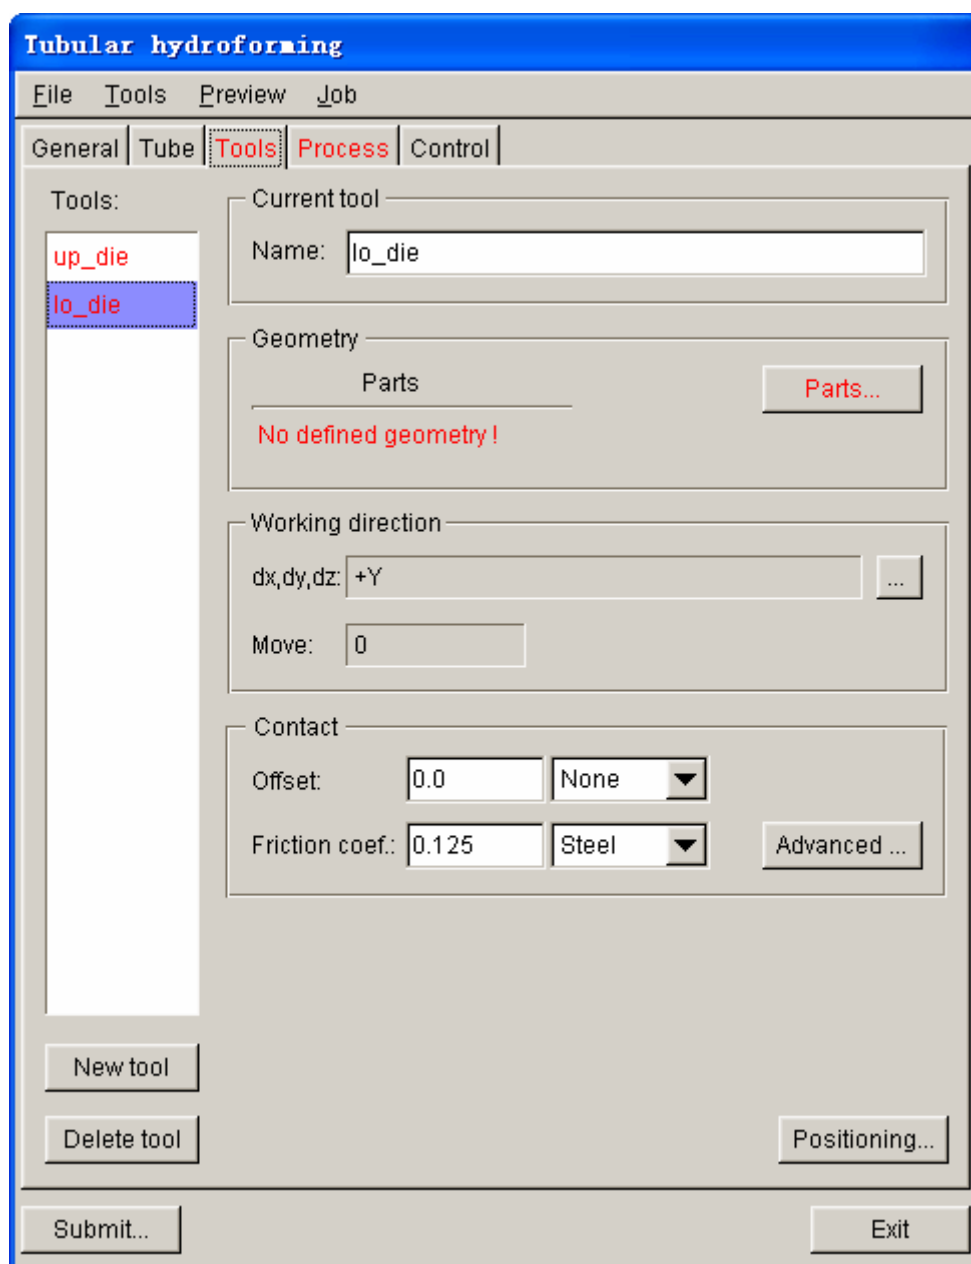 Tubular hydroforming
File Tools Preview Job
General Tube Tools Process Control
Tools:
up_die
lo_die
Current tool
Name: lo_die
Geometry
Parts
Parts...
No defined geometry !
Working direction
dx,dy,dz: +Y ...
Move: 0
Contact
Offset: 0.0 None
Friction coef.: 0.125 Steel Advanced ...
New tool
Delete tool
Positioning...
Submit... Exit